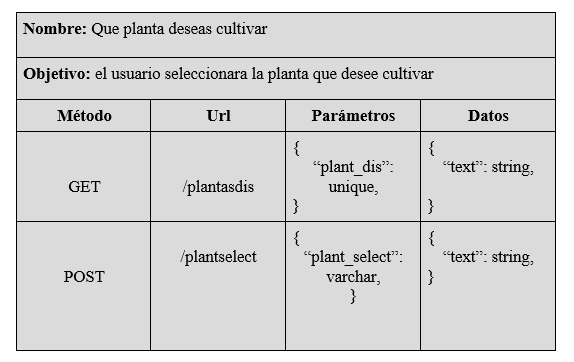 Nombre: Que planta deseas cultivar
Objetivo: el usuario seleccionara la planta que desee cultivar
Método Url Parámetros Datos
GET
/plantasdis
{
“plant_dis”:
unique,
}
{
“text”: string,
}
POST
/plantselect
{
“plant_select”:
varchar,
}
{
“text”: string,
}